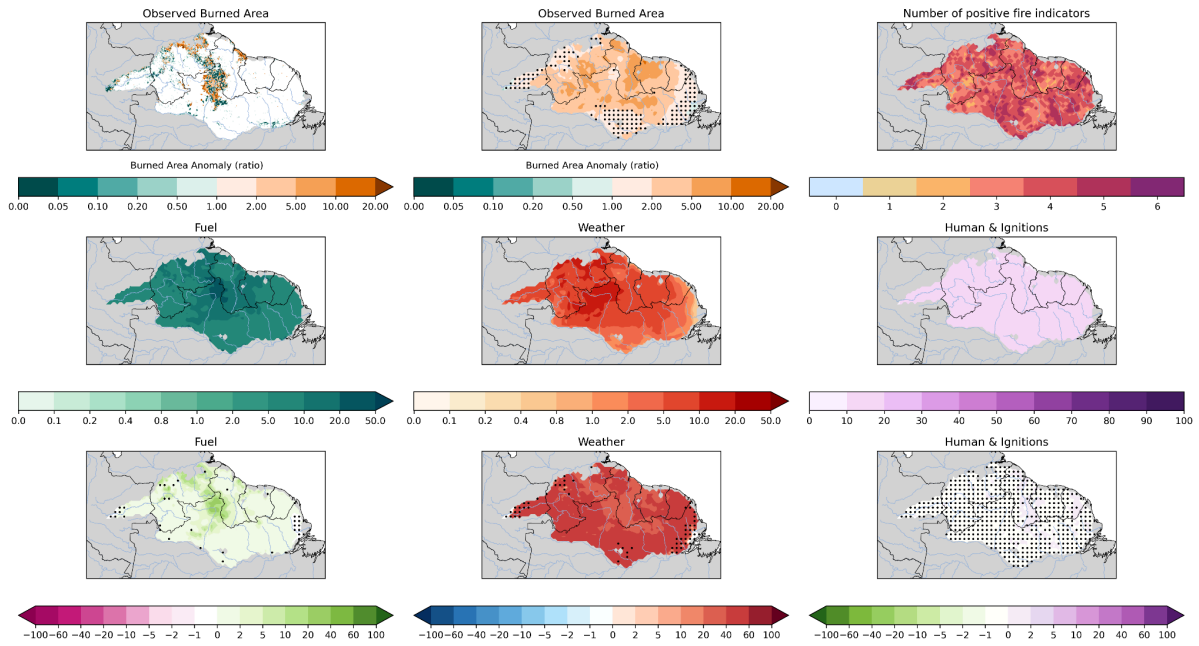 Observed Burned Area
Observed Burned Area
Number of positive fire indicators
Burned Area Anomaly (ratio)
Burned Area Anomaly (ratio)
0.00 0.05 0.10 0.20 0.50 1.00 2.00 5.00 10.00 20.00
0.00 0.05 0.10 0.20 0.50 1.00 2.00 5.00 10.00 20.00
0 1 2 3 4 5 6
Fuel
Weather
Human & Ignitions
0.0 0.1 0.2 0.4 0.8 1.0 2.0 5.0 10.0 20.0 50.0
0.0 0.1 0.2 0.4 0.8 1.0 2.0 5.0 10.0 20.0 50.0
0 10 20 30 40 50 60 70 80 90 100
Fuel
Weather
Human & Ignitions
−100 −60 −40 −20 −10 −5 −2 −1 0 2 5 10 20 40 60 100
−100 −60 −40 −20 −10 −5 −2 −1 0 2 5 10 20 40 60 100
−100 −60 −40 −20 −10 −5 −2 −1 0 2 5 10 20 40 60 100